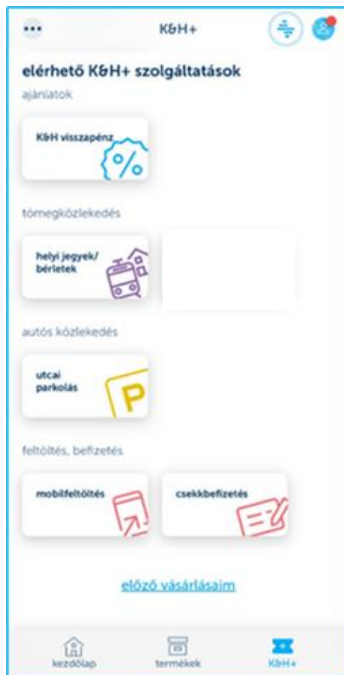 K&H+
elérhető K&H+ szolgáltatások
ajánlatok
K&H visszapénz
%
tömegközlekedés
helyi jegyek/
bérletek
autós közlekedés
utcai
parkolás
P
feltöltés, befizetés
mobilfeltöltés
csekkbefizetés
előző vásárlásaim
kezdőlap
termékek
K&H+